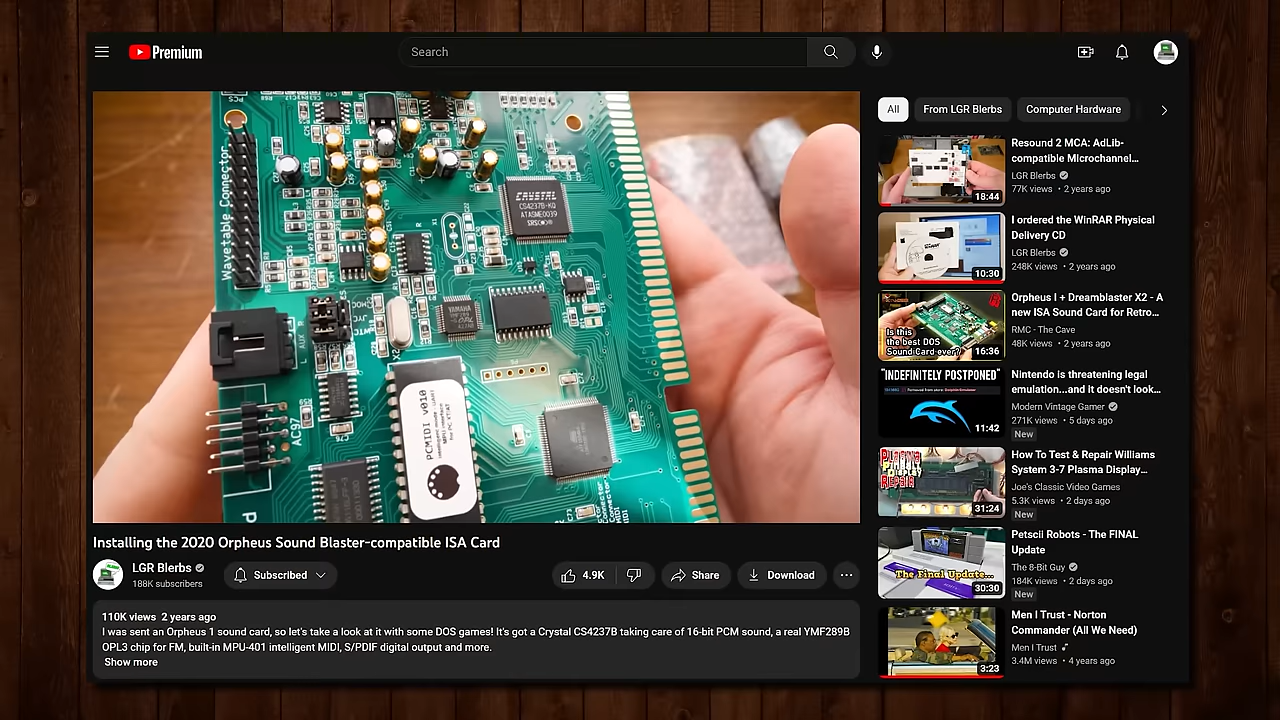 Premium
Search
PCS
Wavetable Connector
CRYSTAL
CS4237B-KQ
ATASME0039
YAMAHA
L AUX R
X2
AC97
PCMIDI v010
All
From LGR Blerbs
Computer Hardware
Resound 2 MCA: AdLib-
compatible Microchannel...
LGR Blerbs
77K views • 2 years ago
18:44
I ordered the WinRAR Physical
Delivery CD
LGR Blerbs
248K views • 2 years ago
10:30
Orpheus I + Dreamblaster X2 - A
new ISA Sound Card for Retro...
RMC - The Cave
48K views • 2 years ago
Is this
the best DOS
Sound Card ever?
16:36
"INDEFINITELY POSTPONED"
Nintendo is threatening legal
emulation...and it doesn't look...
Modern Vintage Gamer
271K views • 5 days ago
New
11:42
PLASMA
DISPLAY
REPAIR
How To Test & Repair Williams
System 3-7 Plasma Display...
Joe's Classic Video Games
5.3K views • 2 days ago
New
31:24
Petscii Robots - The FINAL
Update
The 8-Bit Guy
184K views • 2 days ago
New
The Final Update...
30:30
Men I Trust - Norton
Commander (All We Need)
Men I Trust
3.4M views • 4 years ago
3:23
Installing the 2020 Orpheus Sound Blaster-compatible ISA Card
LGR Blerbs
188K subscribers
Subscribed
4.9K
Share
Download
110K views 2 years ago
I was sent an Orpheus 1 sound card, so let's take a look at it with some DOS games! It's got a Crystal CS4237B taking care of 16-bit PCM sound, a real YMF289B
OPL3 chip for FM, built-in MPU-401 intelligent MIDI, S/PDIF digital output and more.
Show more